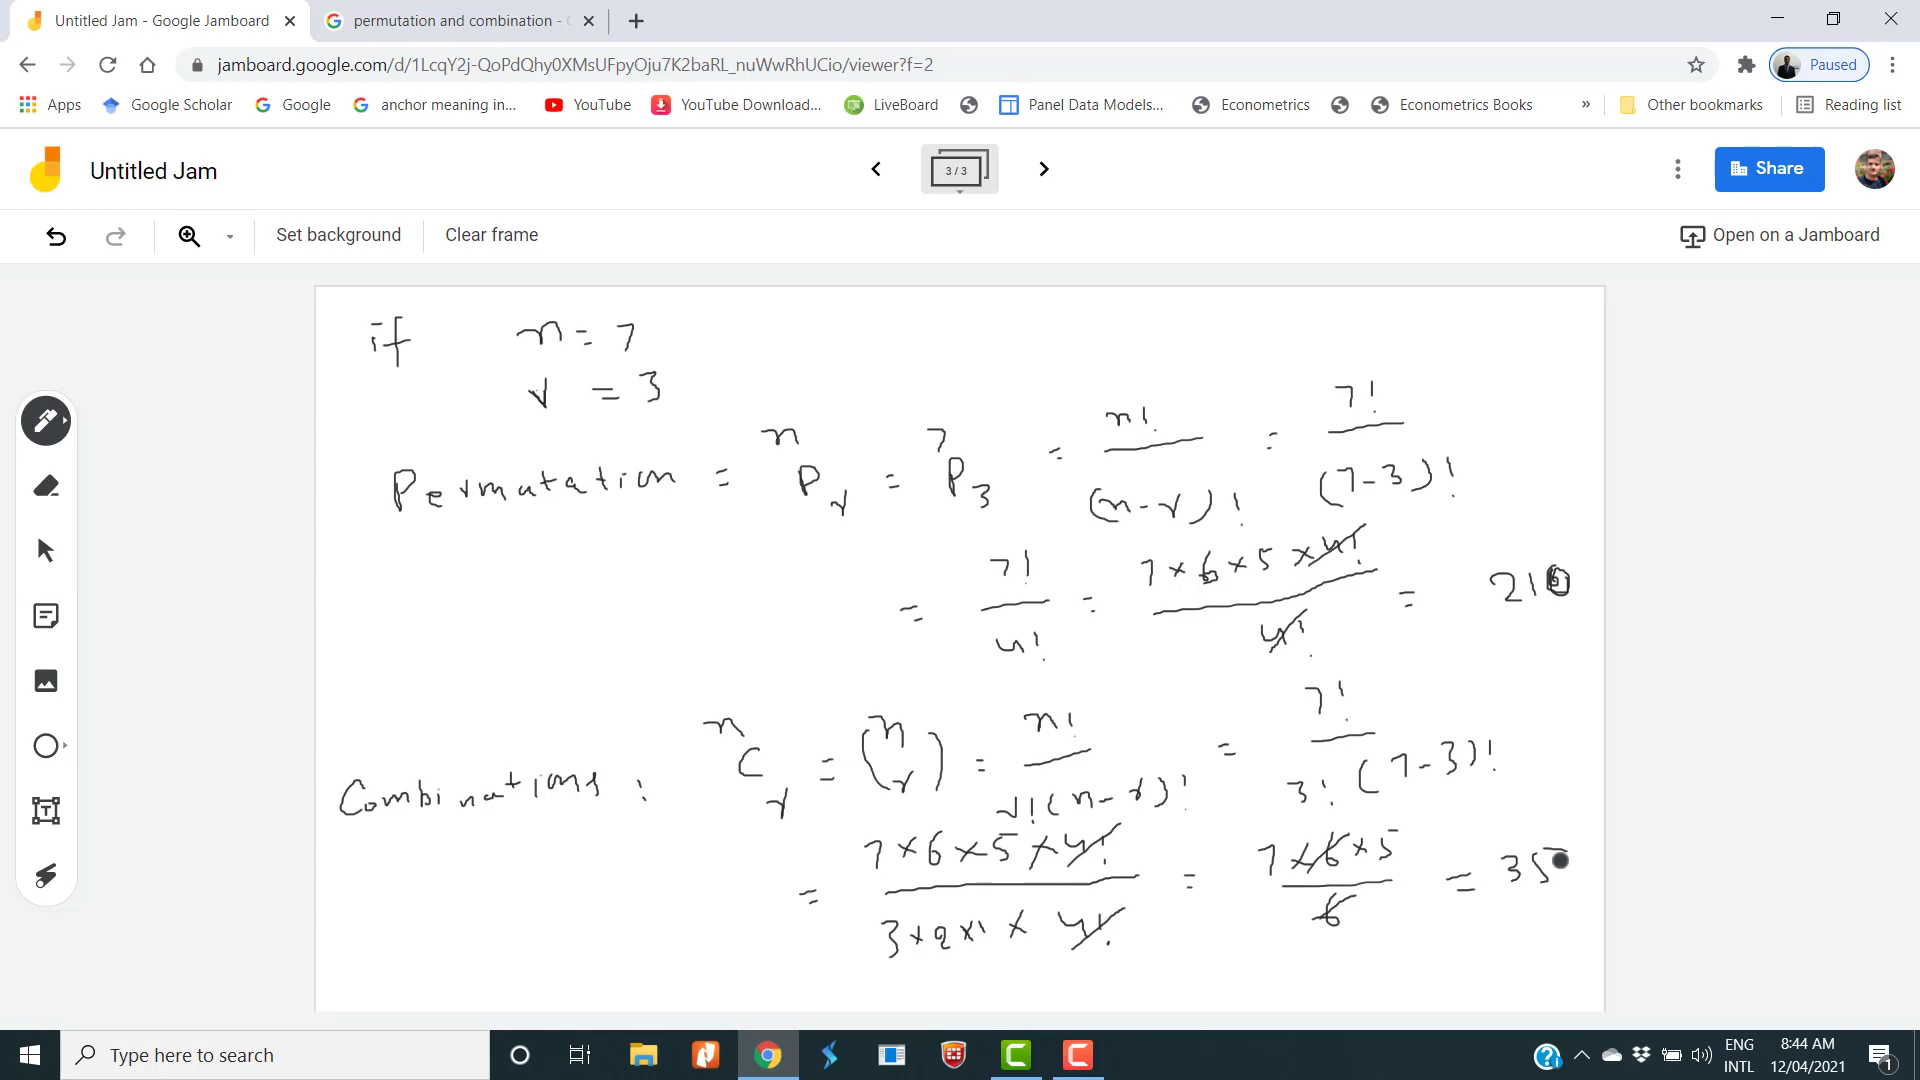 Untitled Jam - Google Jamboard
permutation and combination -
jamboard.google.com/d/1LcqY2j-QoPdQhy0XMsUFpyOju7K2baRL_nuWwRhUCio/viewer?f=2
Paused
Apps Google Scholar Google anchor meaning in... YouTube YouTube Download... LiveBoard Panel Data Models... Econometrics Econometrics Books » Other bookmarks Reading list
Untitled Jam 3 / 3 Share
Set background Clear frame Open on a Jamboard
if n = 7
r = 3
Permutation = nPr = 7P3 = n! / (n-r)! = 7! / (7-3)!
= 7! / 4! = 7 × 6 × 5 × 4! / 4! = 210
Combinations : nCr = (n r) = n! / r!(n-r)! = 7! / 3!(7-3)!
= 7 × 6 × 5 × 4! / 3 × 2 × 1 × 4! = 7 × 6 × 5 / 6 = 35
Type here to search
ENG
INTL
8:44 AM
12/04/2021
1